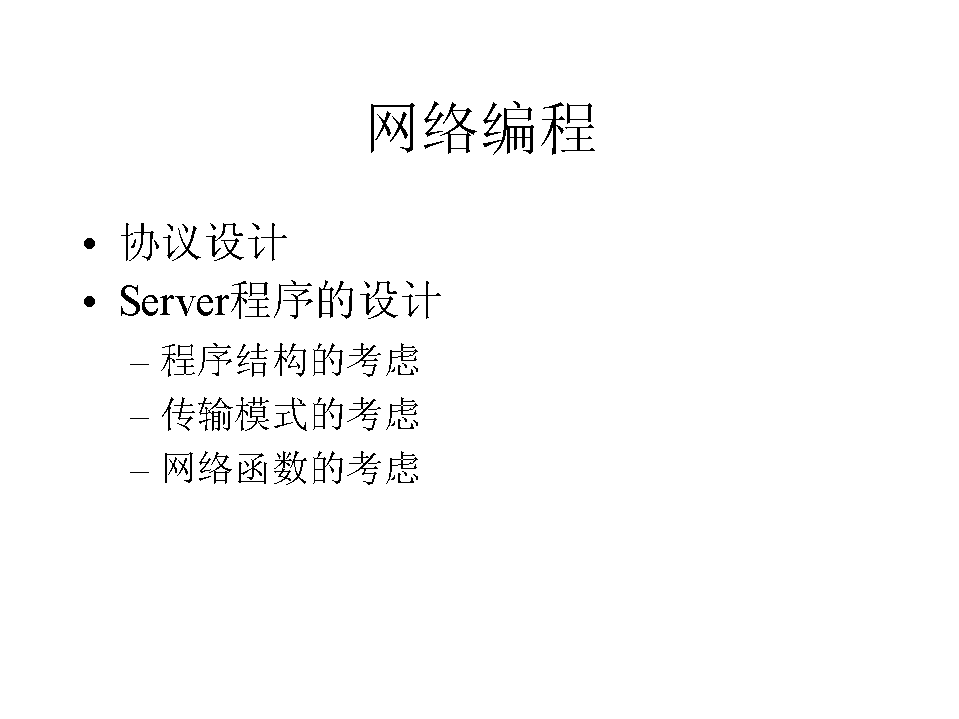 网络编程
• 协议设计
• Server程序的设计
– 程序结构的考虑
– 传输模式的考虑
– 网络函数的考虑